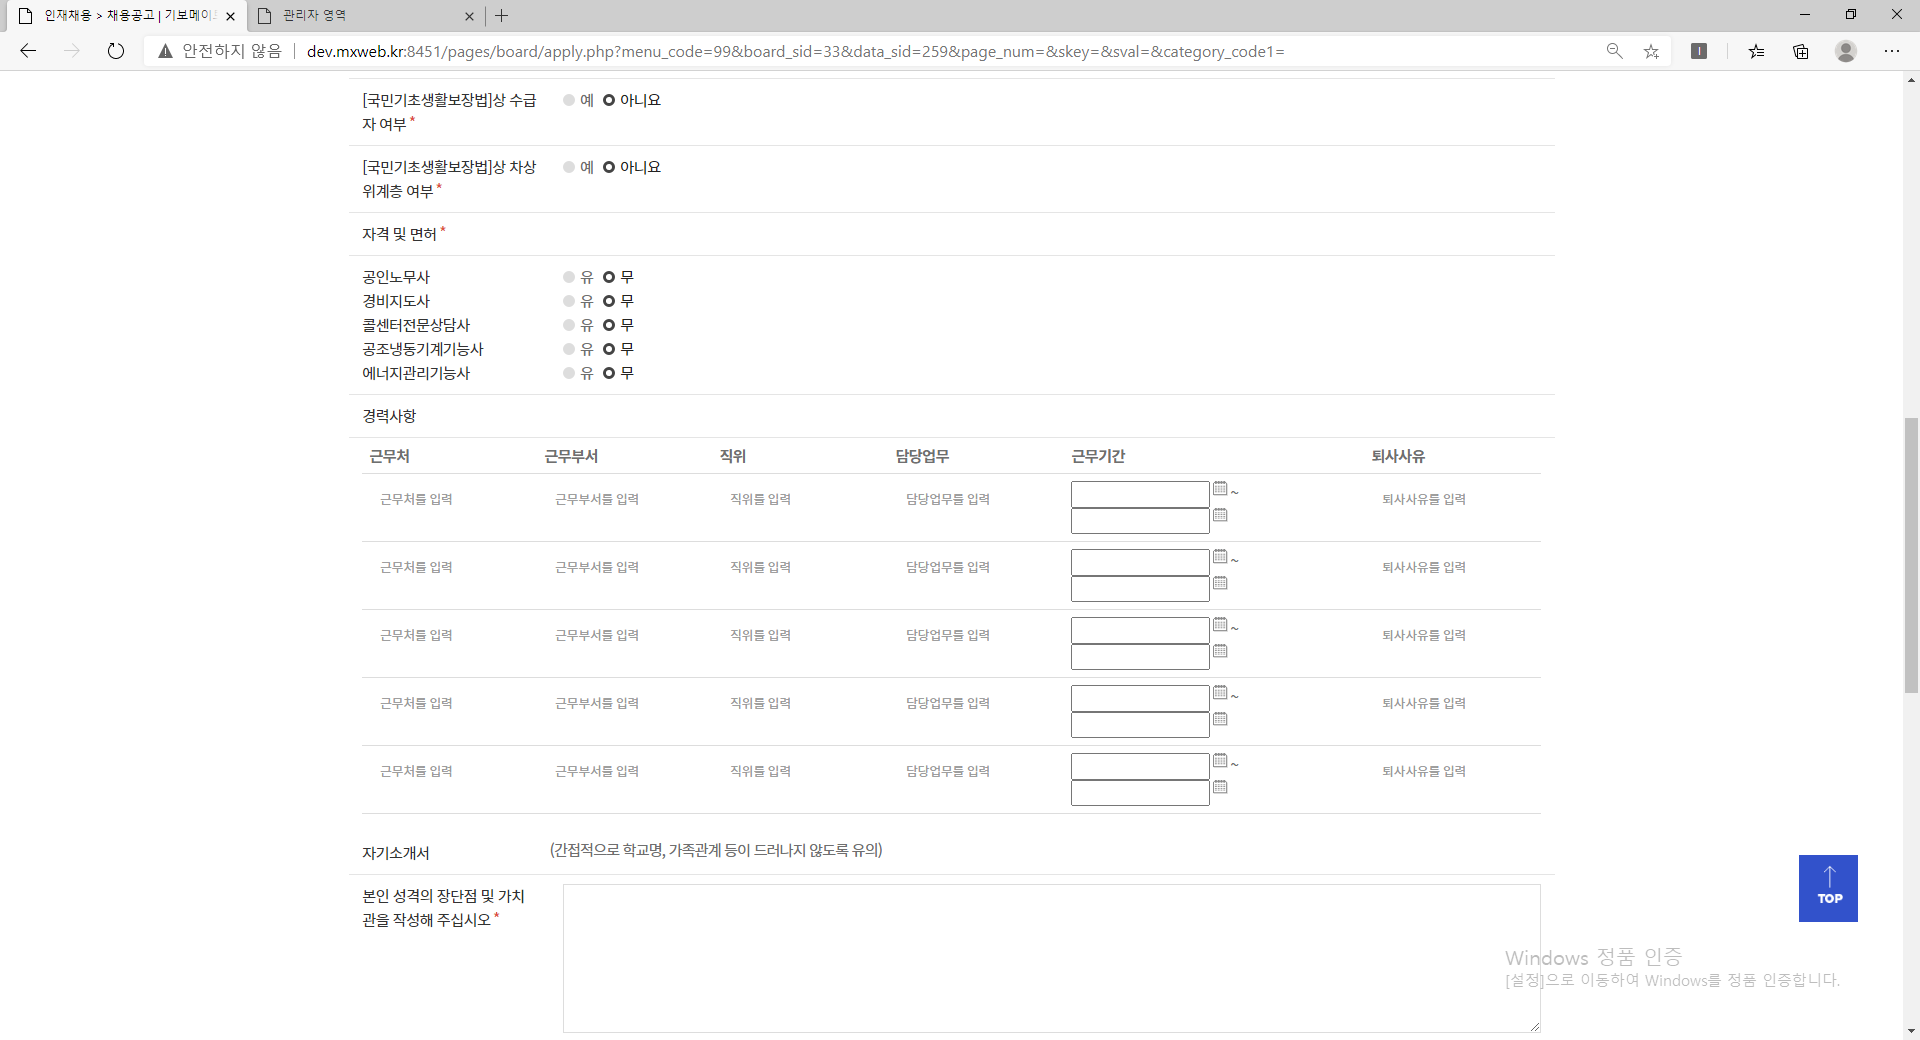 인재채용 > 채용공고 | 기보메이
관리자 영역
안전하지 않음
dev.mxweb.kr:8451/pages/board/apply.php?menu_code=99&board_sid=33&data_sid=259&page_num=&skey=&sval=&category_code1=
[국민기초생활보장법]상 수급 예 아니요
자 여부 *
[국민기초생활보장법]상 차상 예 아니요
위계층 여부 *
자격 및 면허 *
공인노무사 유 무
경비지도사 유 무
콜센터전문상담사 유 무
공조냉동기계기능사 유 무
에너지관리기능사 유 무
경력사항
근무처 근무부서 직위 담당업무 근무기간 퇴사사유
근무처를 입력 근무부서를 입력 직위를 입력 담당업무를 입력 ~ 퇴사사유를 입력
근무처를 입력 근무부서를 입력 직위를 입력 담당업무를 입력 ~ 퇴사사유를 입력
근무처를 입력 근무부서를 입력 직위를 입력 담당업무를 입력 ~ 퇴사사유를 입력
근무처를 입력 근무부서를 입력 직위를 입력 담당업무를 입력 ~ 퇴사사유를 입력
근무처를 입력 근무부서를 입력 직위를 입력 담당업무를 입력 ~ 퇴사사유를 입력
자기소개서 (간접적으로 학교명, 가족관계 등이 드러나지 않도록 유의)
본인 성격의 장단점 및 가치
관을 작성해 주십시오 *
TOP
Windows 정품 인증
[설정]으로 이동하여 Windows를 정품 인증합니다.